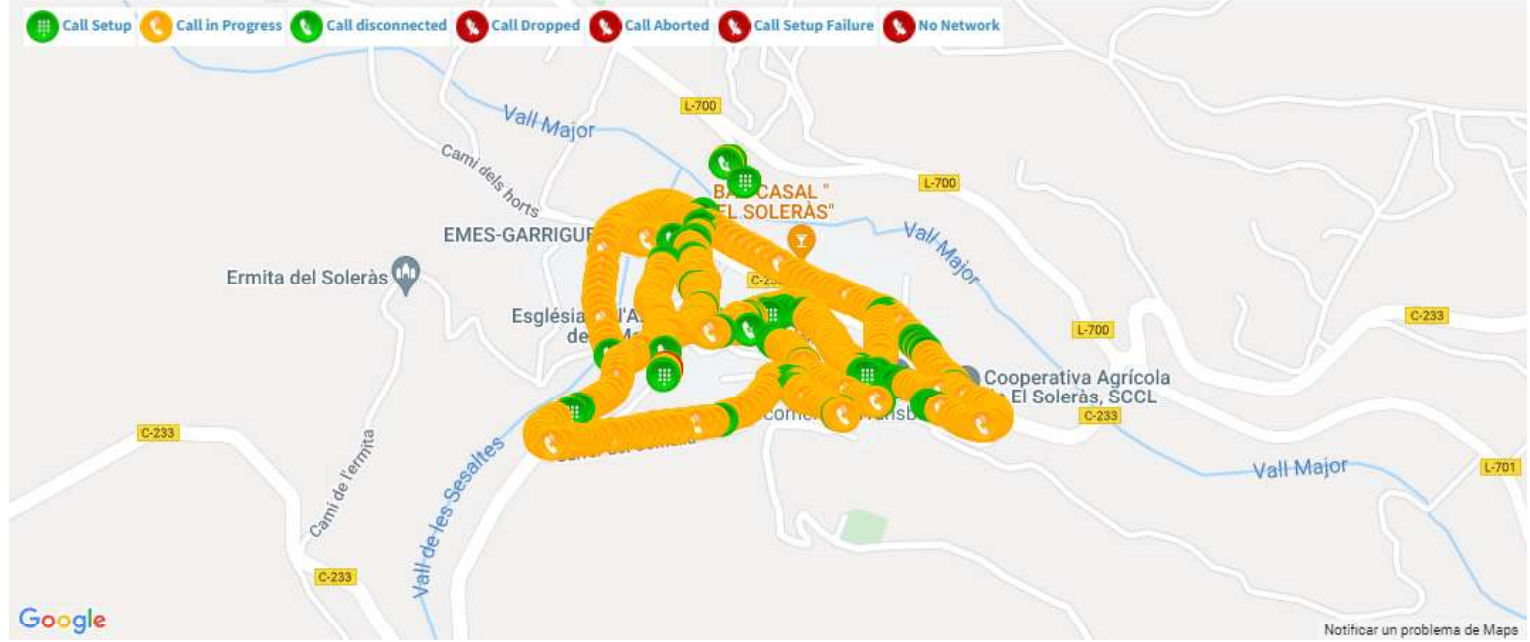 Call Setup
Call in Progress
Call disconnected
Call Dropped
Call Aborted
Call Setup Failure
No Network
L-700
Vall Major
Camí dels horts
L-700
CASAL "
EL SOLERÀS"
EMES-GARRIGUE
Vall Major
Ermita del Soleràs
Església
L-700
C-233
Cooperativa Agrícola
El Soleràs, SCCL
C-233
C-233
Vall Major
L-701
Camí de l'ermita
Vall de les Sesaltes
C-233
Google
Notificar un problema de Maps